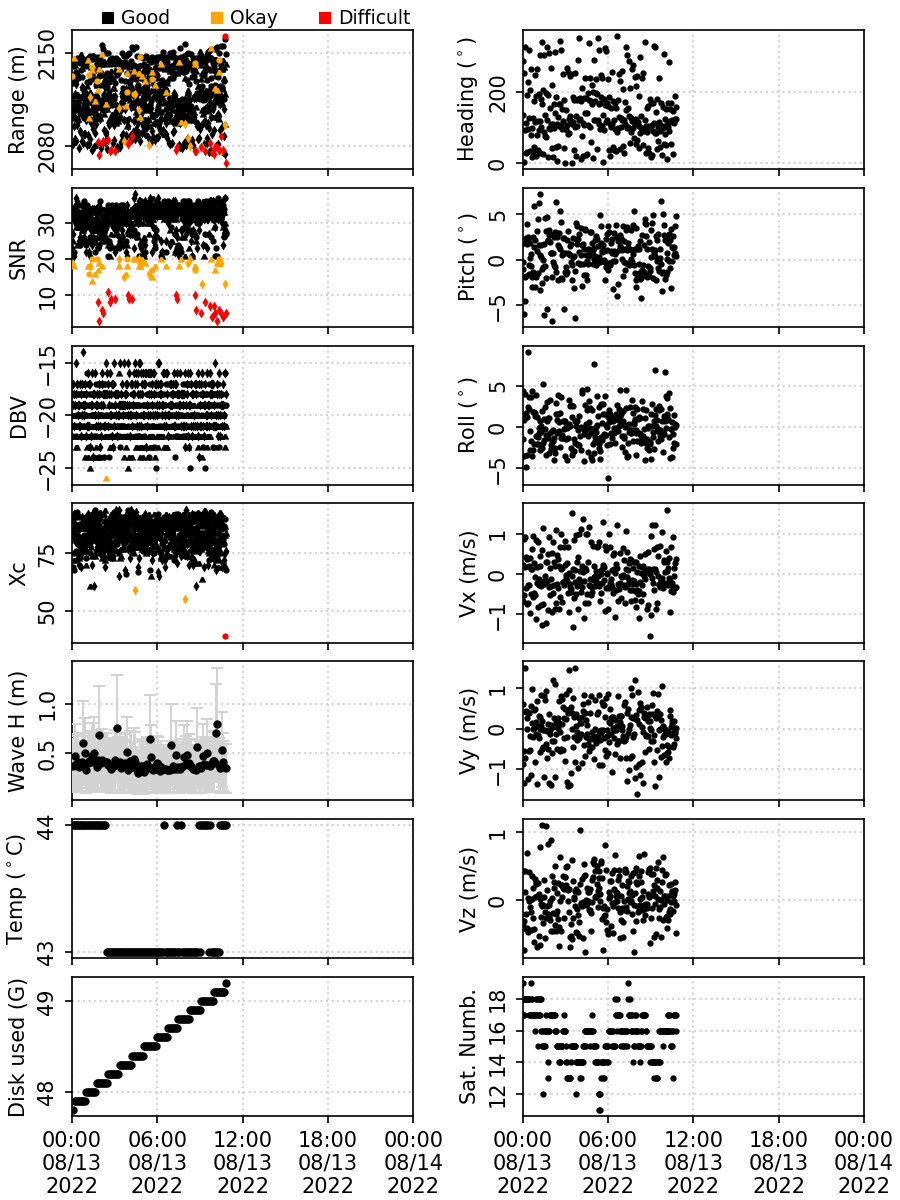 Good Okay Difficult
Range (m)
2150
2080
Heading (°)
200
0
SNR
30
20
10
Pitch (°)
5
0
−5
DBV
−15
−20
−25
Roll (°)
5
0
−5
Xc
75
50
Vx (m/s)
1
0
−1
Wave H (m)
1.0
0.5
Vy (m/s)
1
0
−1
Temp (°C)
44
43
Vz (m/s)
1
0
Disk used (G)
49
48
Sat. Numb.
18
16
14
12
00:00 06:00 12:00 18:00 00:00
08/13 08/13 08/13 08/13 08/14
2022 2022 2022 2022 2022
00:00 06:00 12:00 18:00 00:00
08/13 08/13 08/13 08/13 08/14
2022 2022 2022 2022 2022